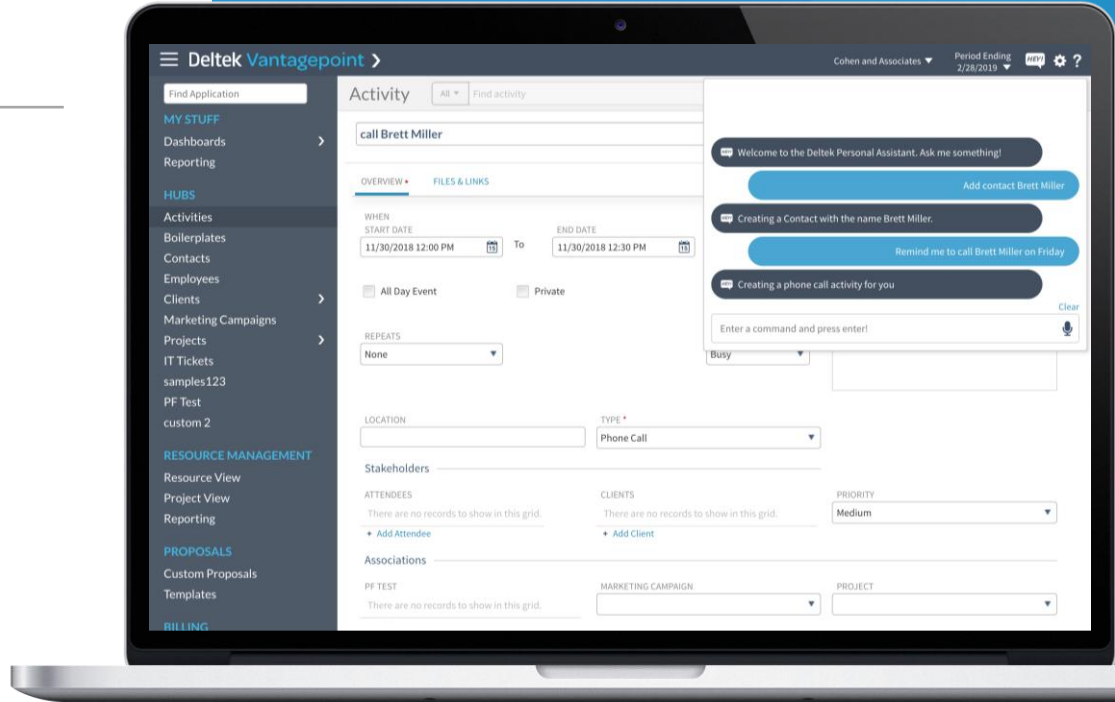 Deltek Vantagepoint
Cohen and Associates
Period Ending
2/28/2019
HEY!
?
Find Application
MY STUFF
Dashboards
Reporting
HUBS
Activities
Boilerplates
Contacts
Employees
Clients
Marketing Campaigns
Projects
IT Tickets
samples123
PF Test
custom 2
RESOURCE MANAGEMENT
Resource View
Project View
Reporting
PROPOSALS
Custom Proposals
Templates
BILLING
Activity
All
Find activity
call Brett Miller
OVERVIEW •
FILES & LINKS
WHEN
START DATE
END DATE
11/30/2018 12:00 PM
15
To
11/30/2018 12:30 PM
15
All Day Event
Private
REPEATS
None
Busy
LOCATION
TYPE *
Phone Call
Stakeholders
ATTENDEES
CLIENTS
PRIORITY
There are no records to show in this grid.
There are no records to show in this grid.
Medium
+ Add Attendee
+ Add Client
Associations
PF TEST
MARKETING CAMPAIGN
PROJECT
There are no records to show in this grid.
HEY! Welcome to the Deltek Personal Assistant. Ask me something!
Add contact Brett Miller
HEY! Creating a Contact with the name Brett Miller.
Remind me to call Brett Miller on Friday
HEY! Creating a phone call activity for you
Clear
Enter a command and press enter!